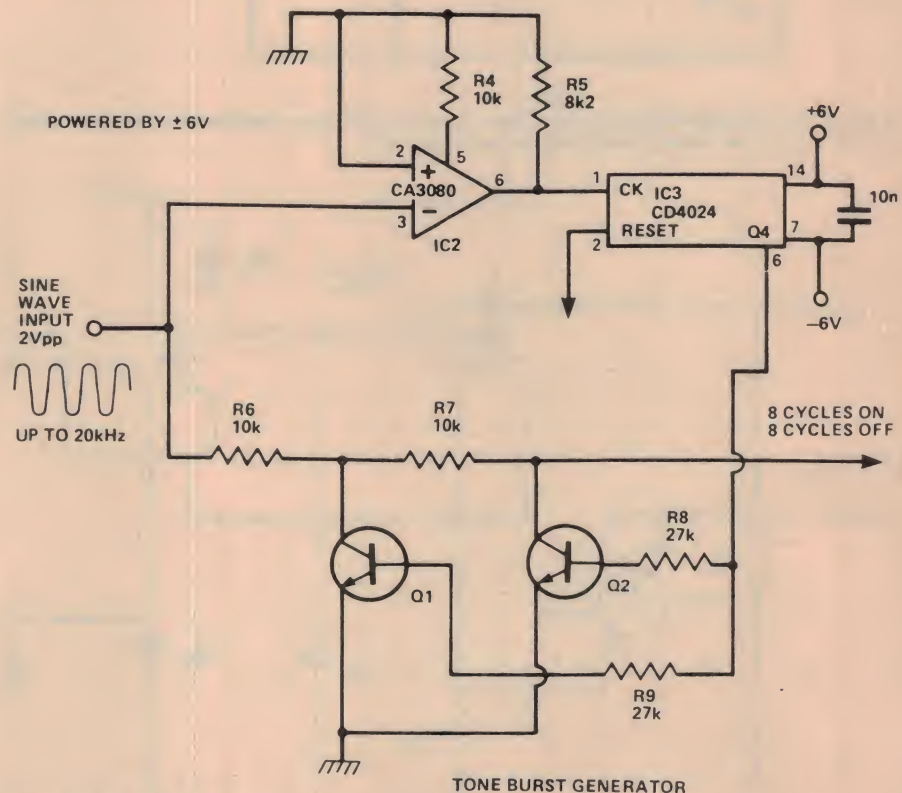 POWERED BY ± 6V
R4
10k
R5
8k2
2
+
5
CA3080
6
3
−
IC2
1
CK
IC3
CD4024
RESET
2
Q4
14
7
6
+6V
10n
−6V
SINE
WAVE
INPUT
2Vpp
UP TO 20kHz
R6
10k
R7
10k
8 CYCLES ON
8 CYCLES OFF
R8
27k
Q1
Q2
R9
27k
TONE BURST GENERATOR